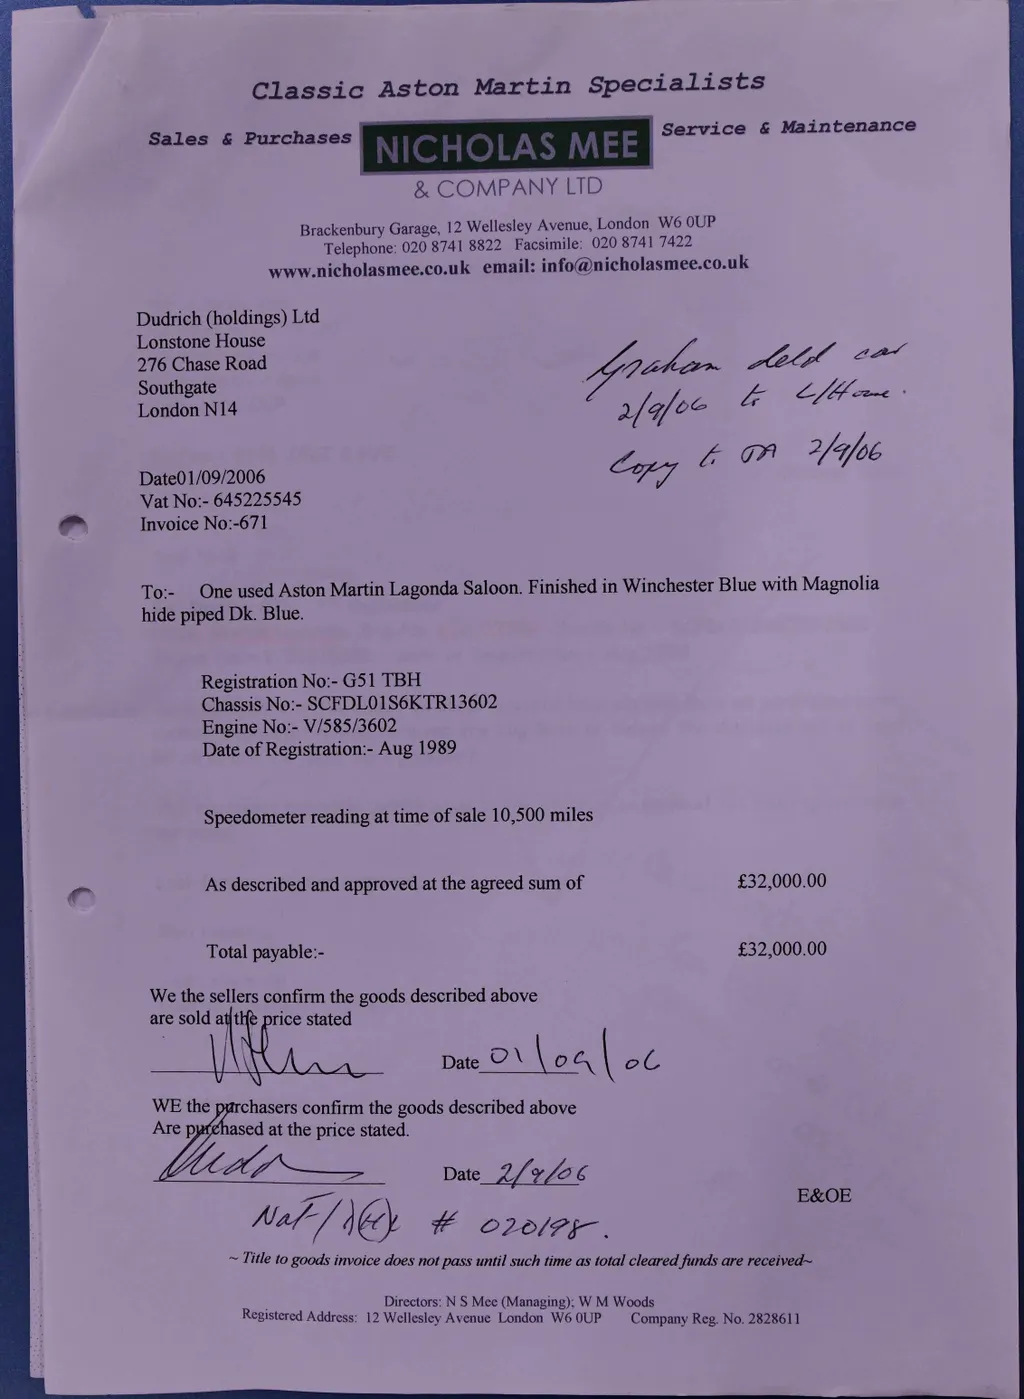 Classic Aston Martin Specialists
Sales & Purchases
NICHOLAS MEE
Service & Maintenance
& COMPANY LTD
Brackenbury Garage, 12 Wellesley Avenue, London W6 0UP
Telephone: 020 8741 8822 Facsimile: 020 8741 7422
www.nicholasmee.co.uk email: info@nicholasmee.co.uk
Dudrich (holdings) Ltd
Lonstone House
276 Chase Road
Southgate
London N14
Graham deld car
2/9/06 to L/House.
Copy to DA 2/9/06
Date01/09/2006
Vat No:- 645225545
Invoice No:-671
To:- One used Aston Martin Lagonda Saloon. Finished in Winchester Blue with Magnolia
hide piped Dk. Blue.
Registration No:- G51 TBH
Chassis No:- SCFDL01S6KTR13602
Engine No:- V/585/3602
Date of Registration:- Aug 1989
Speedometer reading at time of sale 10,500 miles
As described and approved at the agreed sum of £32,000.00
Total payable:- £32,000.00
We the sellers confirm the goods described above
are sold at the price stated
Date 01/09/06
WE the purchasers confirm the goods described above
Are purchased at the price stated.
Date 2/9/06
E&OE
# 020198.
~ Title to goods invoice does not pass until such time as total cleared funds are received~
Directors: N S Mee (Managing); W M Woods
Registered Address: 12 Wellesley Avenue London W6 0UP Company Reg. No. 2828611